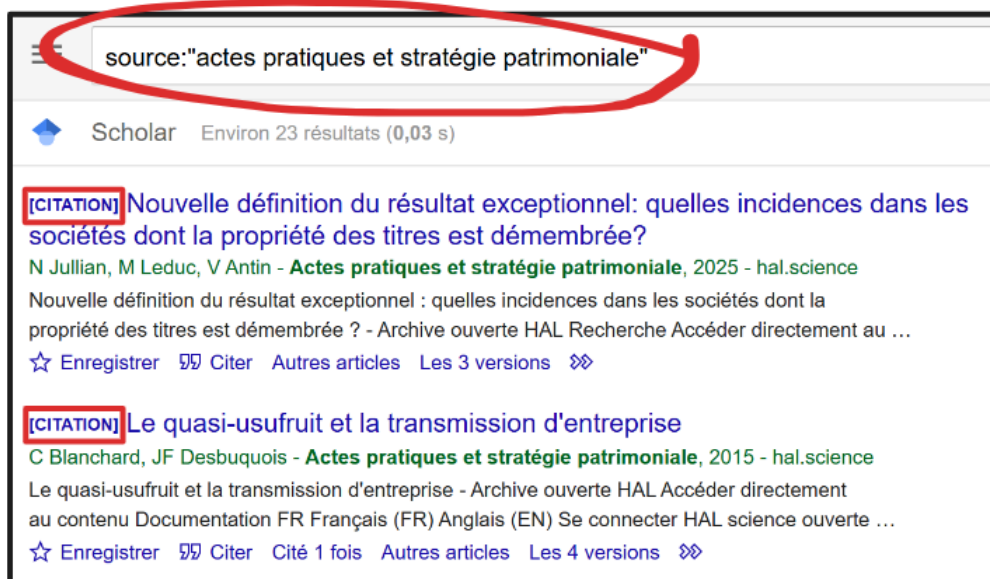 source:"actes pratiques et stratégie patrimoniale"
Scholar Environ 23 résultats (0,03 s)
[CITATION] Nouvelle définition du résultat exceptionnel: quelles incidences dans les
sociétés dont la propriété des titres est démembrée?
N Jullian, M Leduc, V Antin - Actes pratiques et stratégie patrimoniale, 2025 - hal.science
Nouvelle définition du résultat exceptionnel : quelles incidences dans les sociétés dont la
propriété des titres est démembrée ? - Archive ouverte HAL Recherche Accéder directement au …
Enregistrer Citer Autres articles Les 3 versions
[CITATION] Le quasi-usufruit et la transmission d'entreprise
C Blanchard, JF Desbuquois - Actes pratiques et stratégie patrimoniale, 2015 - hal.science
Le quasi-usufruit et la transmission d'entreprise - Archive ouverte HAL Accéder directement
au contenu Documentation FR Français (FR) Anglais (EN) Se connecter HAL science ouverte …
Enregistrer Citer Cité 1 fois Autres articles Les 4 versions